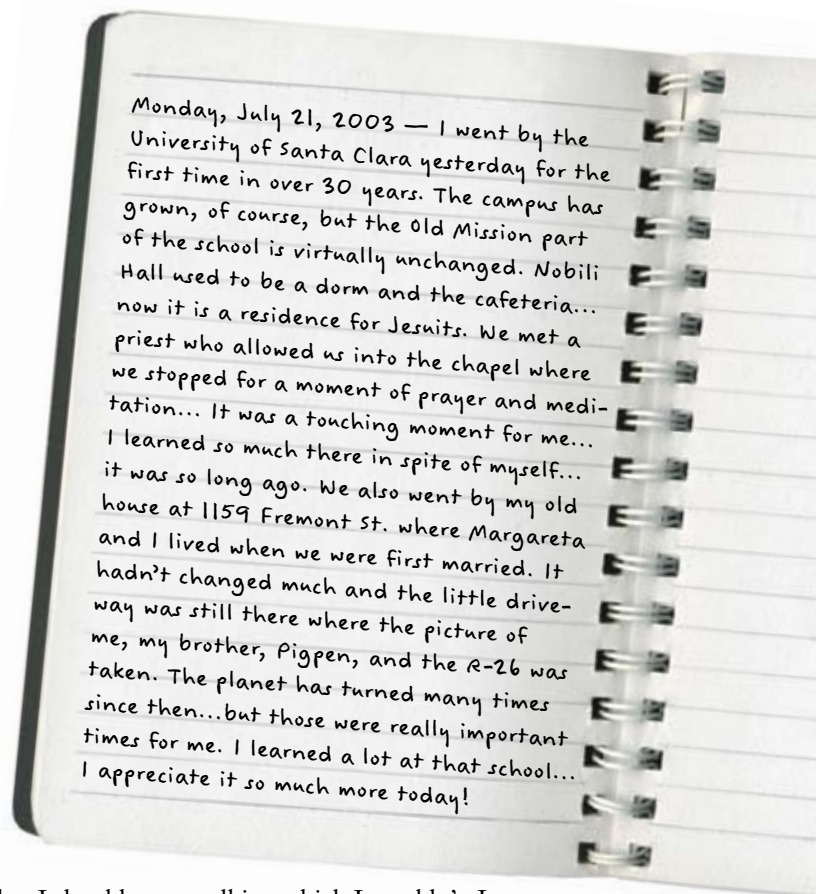 Monday, July 21, 2003 — I went by the
University of Santa Clara yesterday for the
first time in over 30 years. The campus has
grown, of course, but the Old Mission part
of the school is virtually unchanged. Nobili
Hall used to be a dorm and the cafeteria...
now it is a residence for Jesuits. We met a
priest who allowed us into the chapel where
we stopped for a moment of prayer and medi-
tation... It was a touching moment for me...
I learned so much there in spite of myself...
it was so long ago. We also went by my old
house at 1159 Fremont St. where Margareta
and I lived when we were first married. It
hadn't changed much and the little drive-
way was still there where the picture of
me, my brother, Pigpen, and the R-26 was
taken. The planet has turned many times
since then...but those were really important
times for me. I learned a lot at that school...
I appreciate it so much more today!